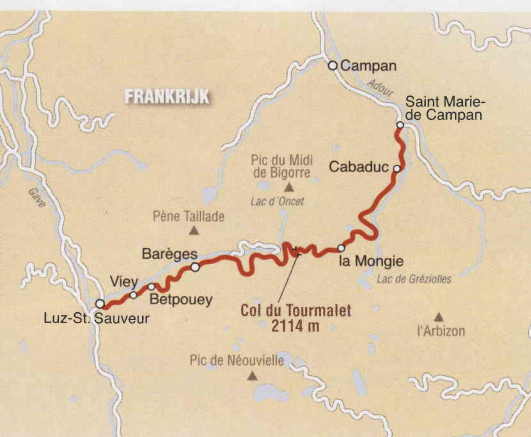 Campan
Adour
FRANKRIJK
Saint Marie-
de Campan
Pic du Midi
de Bigorre
Cabaduc
Lac d´Oncet
Gave
Pène Taillade
Barèges
la Mongie
Viey
Lac de Gréziolles
Betpouey
Luz-St. Sauveur
Col du Tourmalet
2114 m
l'Arbizon
Pic de Néouvielle